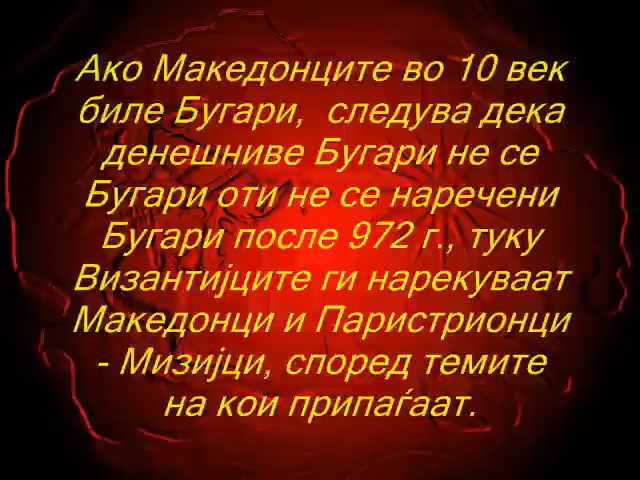 Ако Македонците во 10 век
биле Бугари, следува дека
денешниве Бугари не се
Бугари оти не се наречени
Бугари после 972 г., туку
Византијците ги нарекуваат
Македонци и Паристрионци
- Мизијци, според темите
на кои припаѓаат.